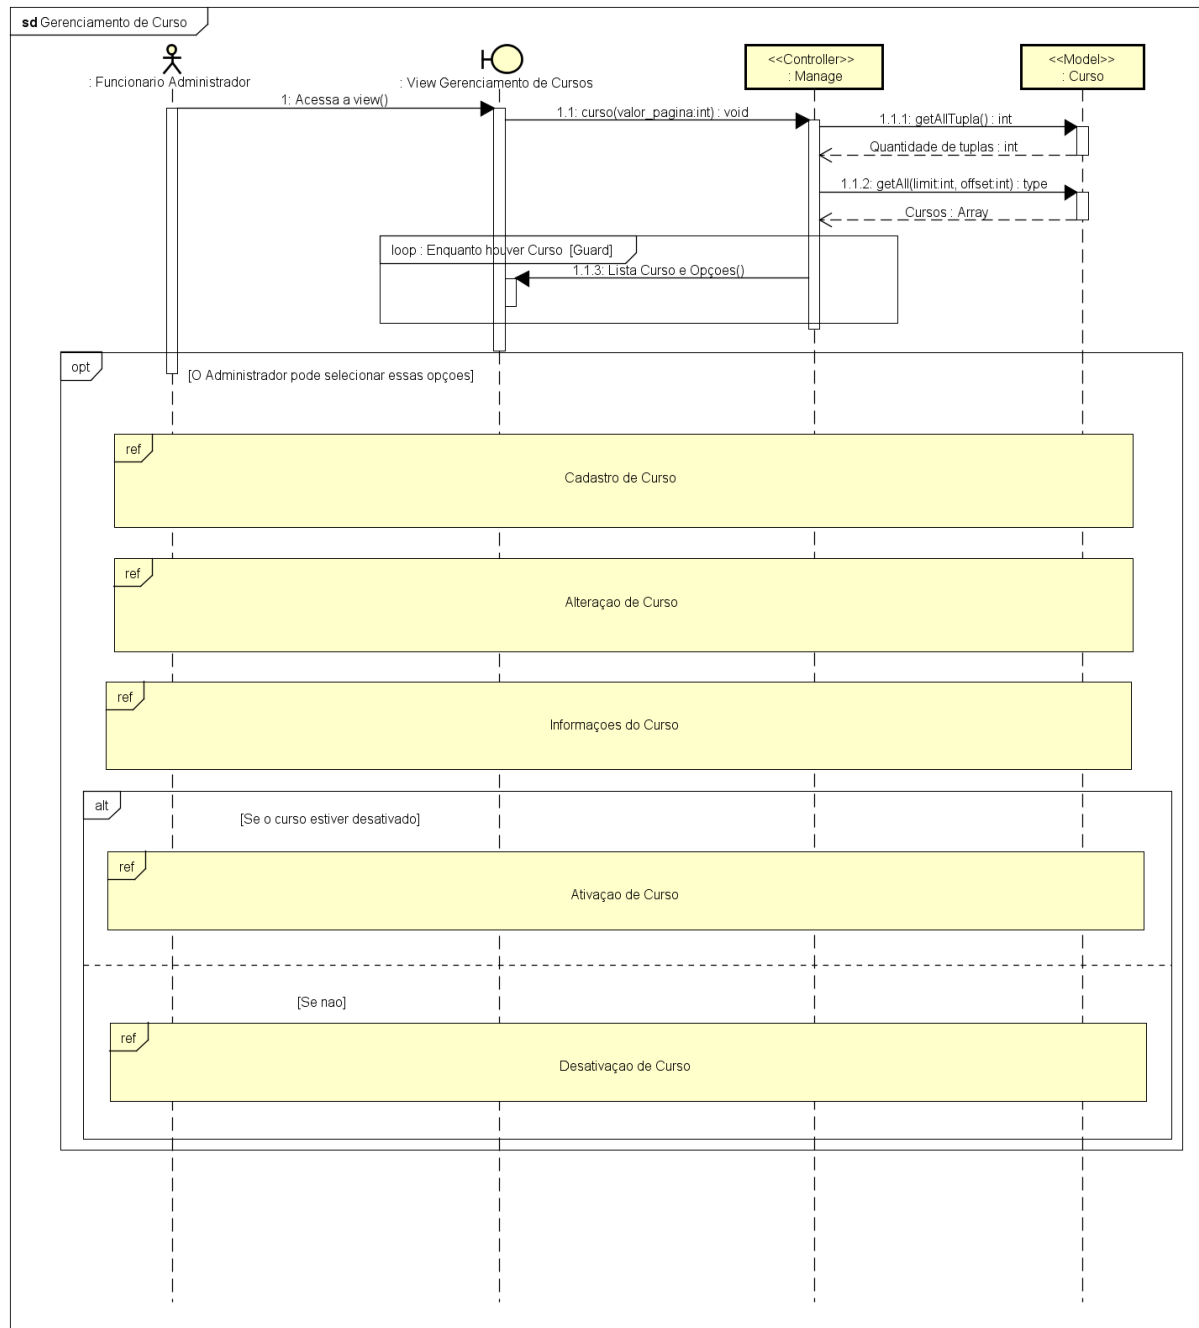 sd Gerenciamento de Curso
: Funcionario Administrador
: View Gerenciamento de Cursos
<<Controller>>
: Manage
<<Model>>
: Curso
1: Acessa a view()
1.1: curso(valor_pagina:int) : void
1.1.1: getAllTupla() : int
Quantidade de tuplas : int
1.1.2: getAll(limit:int, offset:int) : type
Cursos : Array
loop : Enquanto houver Curso [Guard]
1.1.3: Lista Curso e Opçoes()
opt
[O Administrador pode selecionar essas opçoes]
ref
Cadastro de Curso
ref
Alteraçao de Curso
ref
Informaçoes do Curso
alt
[Se o curso estiver desativado]
ref
Ativaçao de Curso
[Se nao]
ref
Desativaçao de Curso